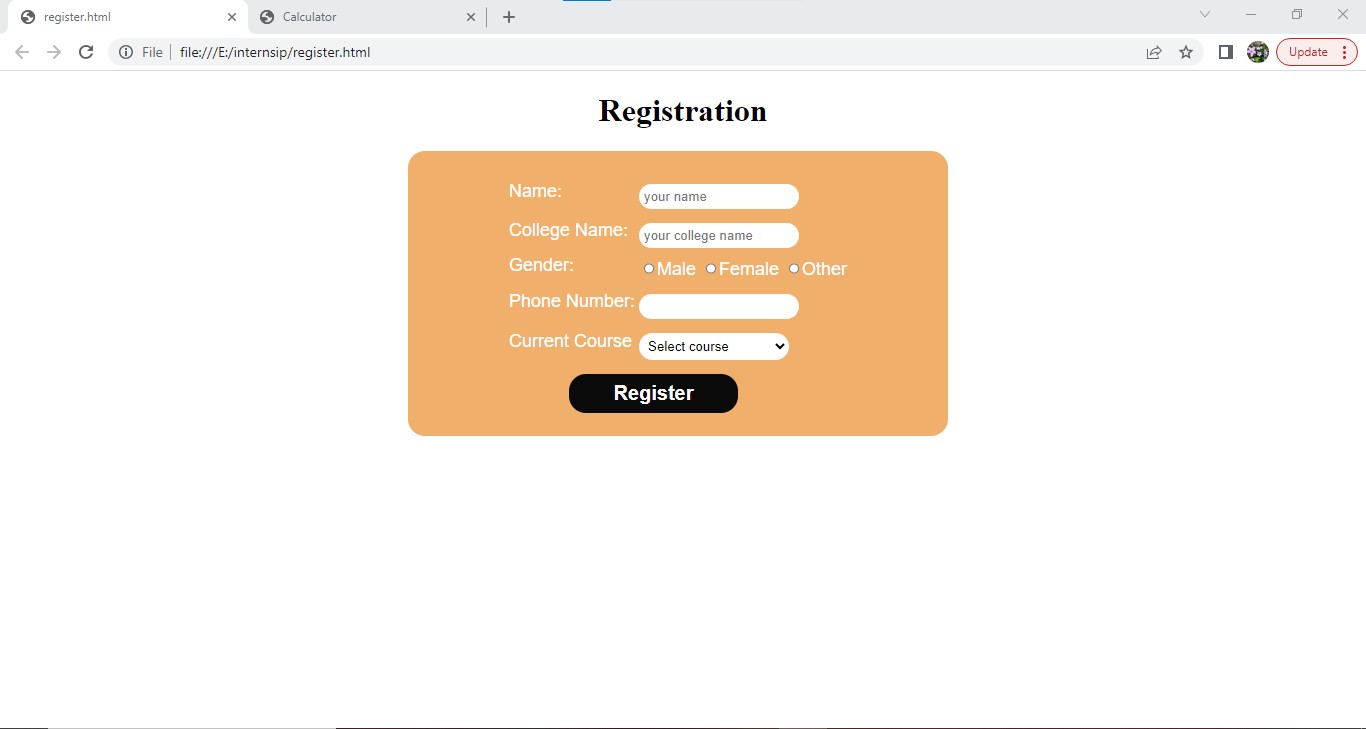 register.html Calculator
File file:///E:/internsip/register.html Update
Registration
Name: your name
College Name: your college name
Gender: Male Female Other
Phone Number:
Current Course Select course
Register